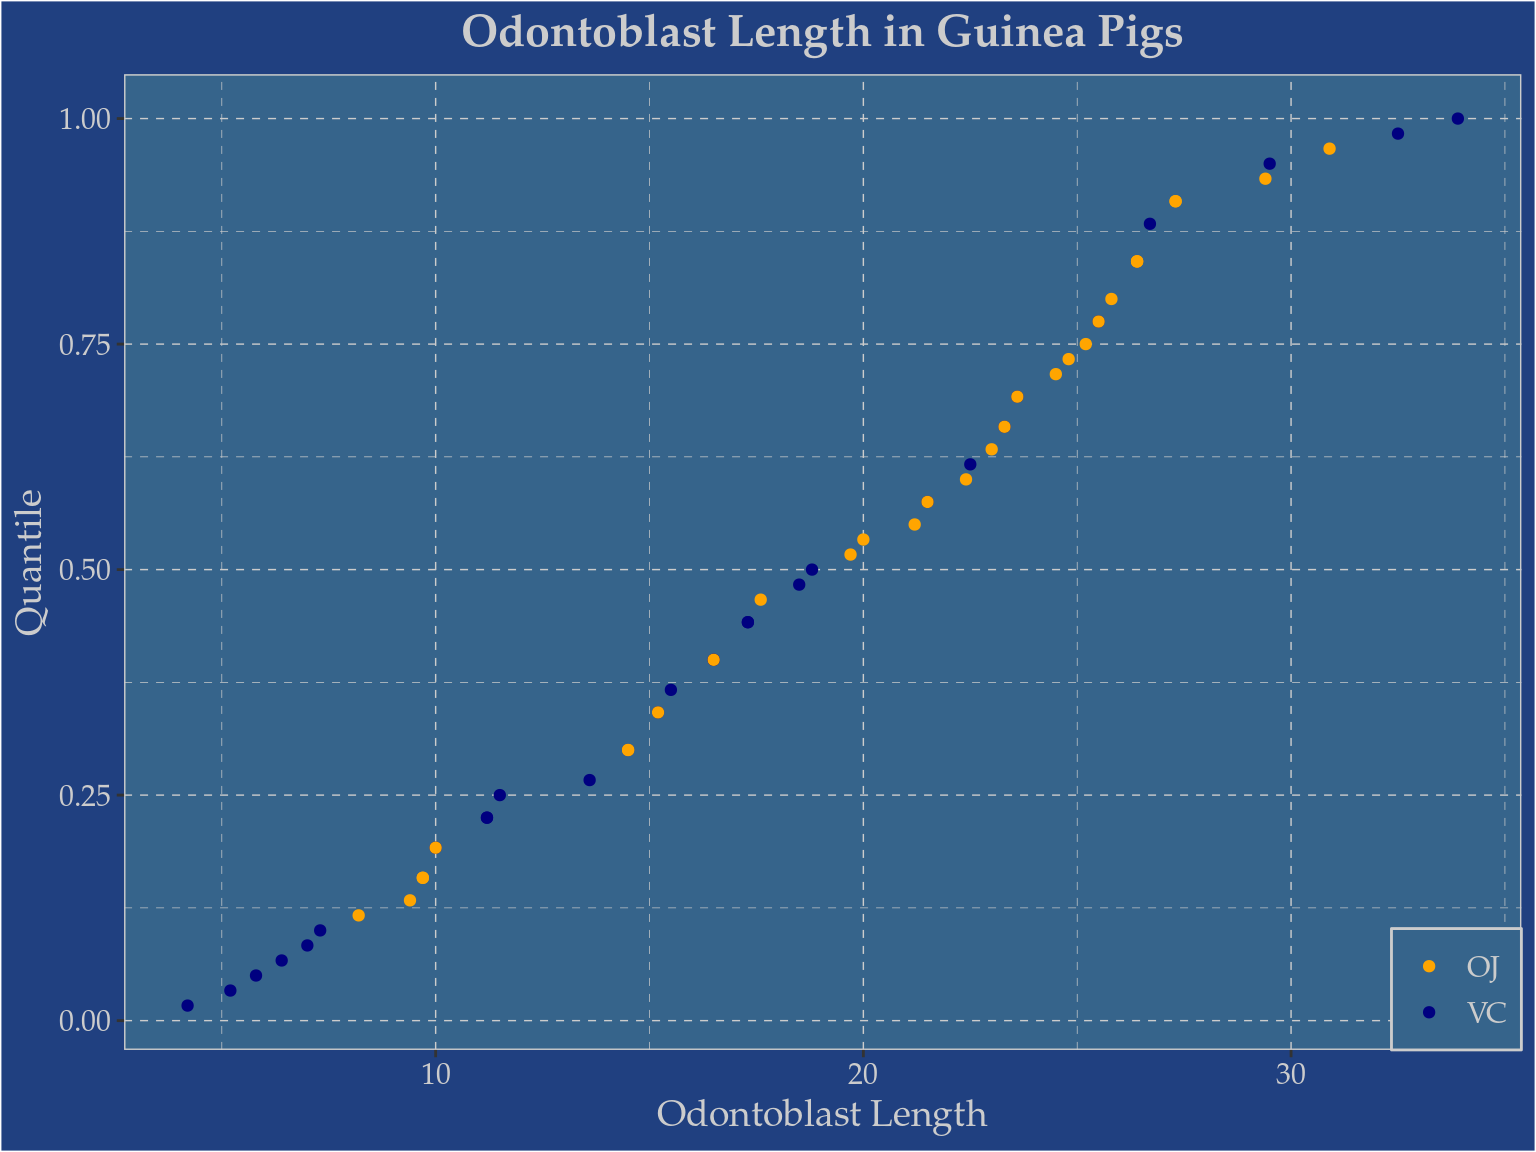 Odontoblast Length in Guinea Pigs
1.00
0.75
0.50
0.25
0.00
Quantile
10 20 30
Odontoblast Length
OJ
VC